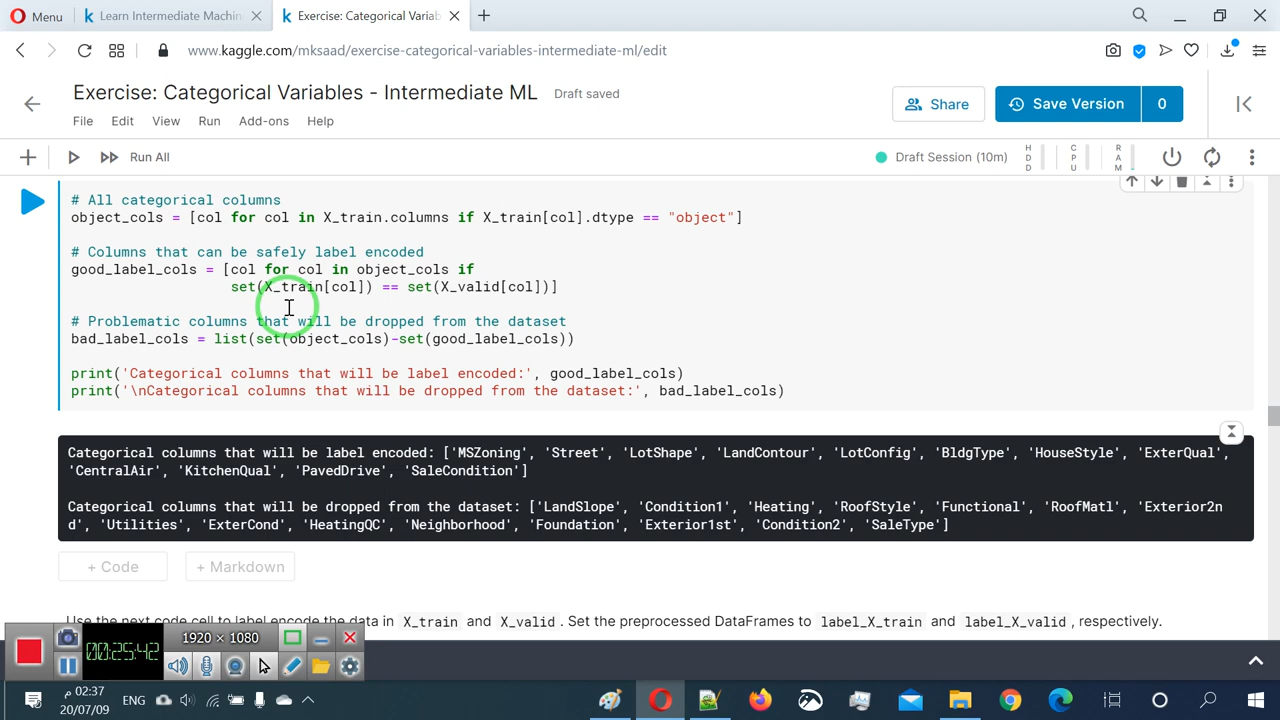 Menu
Learn Intermediate Machin
Exercise: Categorical Variab
www.kaggle.com/mksaad/exercise-categorical-variables-intermediate-ml/edit
Exercise: Categorical Variables - Intermediate ML
Draft saved
Share
Save Version
0
File Edit View Run Add-ons Help
Run All
Draft Session (10m)
HDD
CPU
RAM
# All categorical columns
object_cols = [col for col in X_train.columns if X_train[col].dtype == "object"]
# Columns that can be safely label encoded
good_label_cols = [col for col in object_cols if
set(X_train[col]) == set(X_valid[col])]
# Problematic columns that will be dropped from the dataset
bad_label_cols = list(set(object_cols)-set(good_label_cols))
print('Categorical columns that will be label encoded:', good_label_cols)
print('\nCategorical columns that will be dropped from the dataset:', bad_label_cols)
Categorical columns that will be label encoded: ['MSZoning', 'Street', 'LotShape', 'LandContour', 'LotConfig', 'BldgType', 'HouseStyle', 'ExterQual',
'CentralAir', 'KitchenQual', 'PavedDrive', 'SaleCondition']
Categorical columns that will be dropped from the dataset: ['LandSlope', 'Condition1', 'Heating', 'RoofStyle', 'Functional', 'RoofMatl', 'Exterior2n
d', 'Utilities', 'ExterCond', 'HeatingQC', 'Neighborhood', 'Foundation', 'Exterior1st', 'Condition2', 'SaleType']
+ Code
+ Markdown
Use the next code cell to label encode the data in X_train and X_valid . Set the preprocessed DataFrames to label_X_train and label_X_valid , respectively.
00:25:42
1920 × 1080
ENG
02:37 م
20/07/09